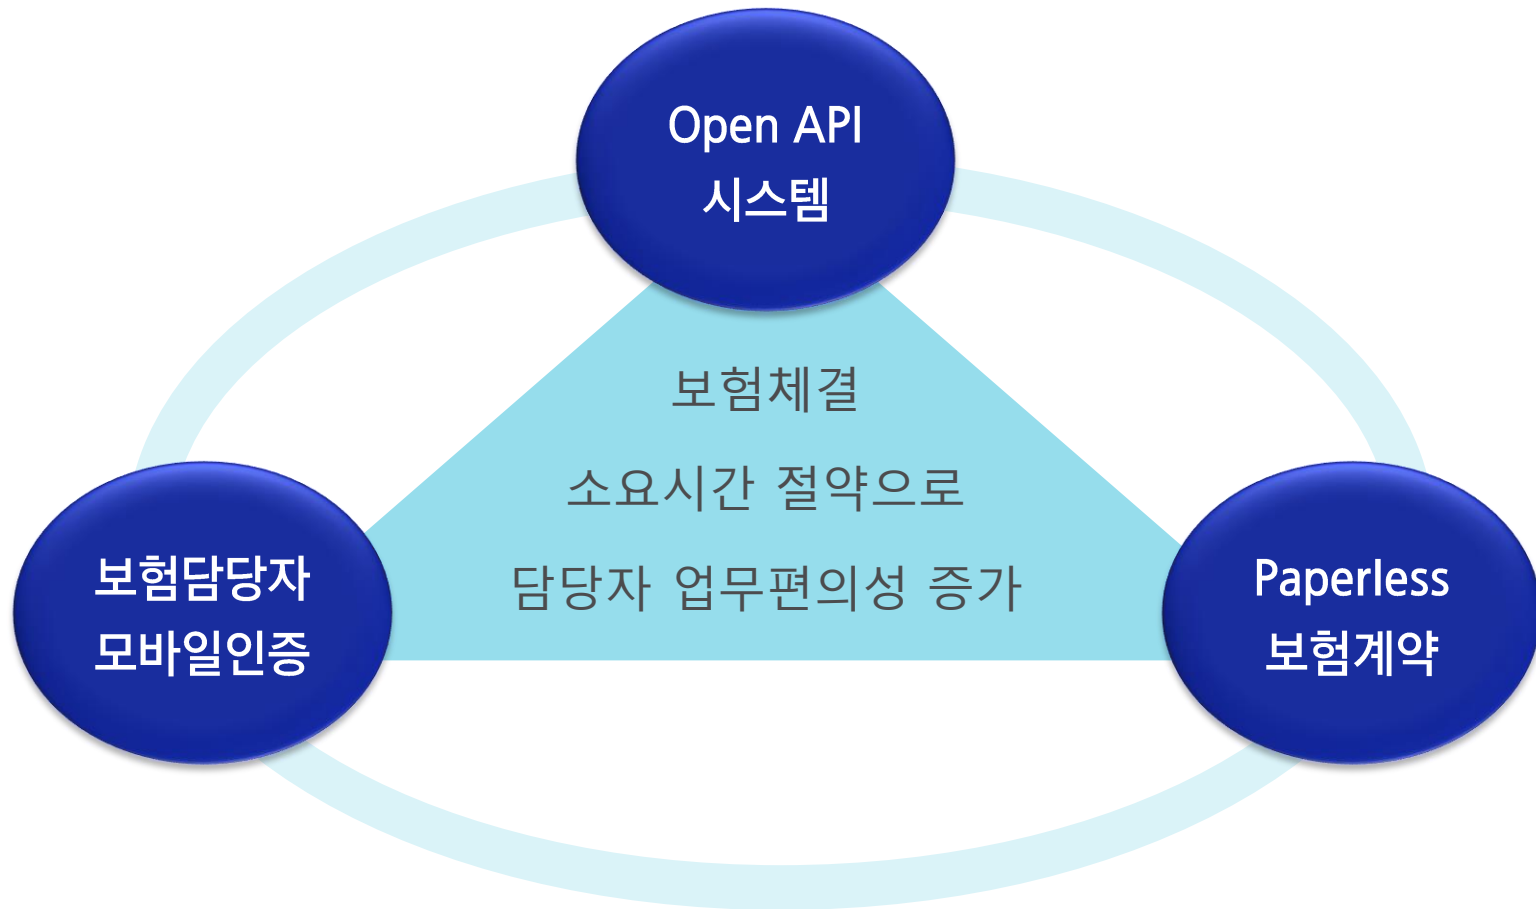 Open API
시스템
보험체결
소요시간 절약으로
담당자 업무편의성 증가
보험담당자
모바일인증
Paperless
보험계약